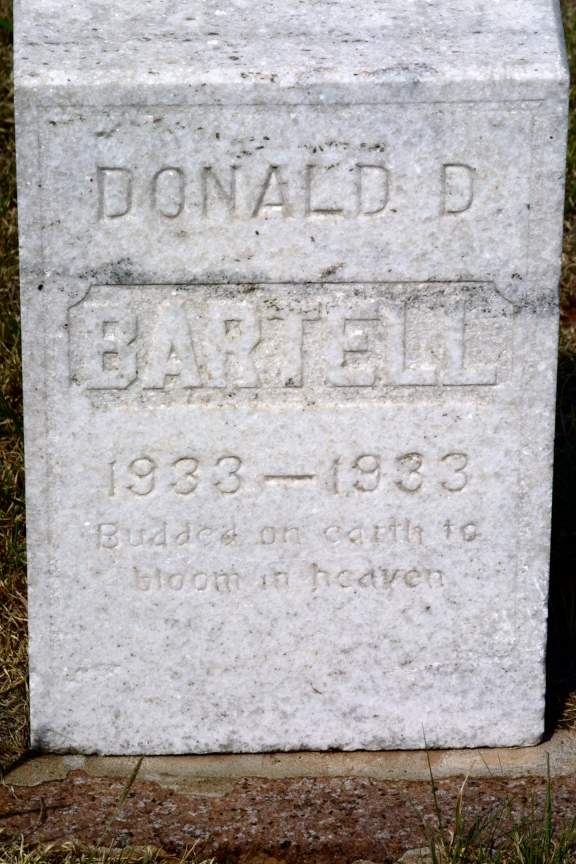 DONALD D
BARTELL
1933 — 1933
Budded on earth to
bloom in heaven